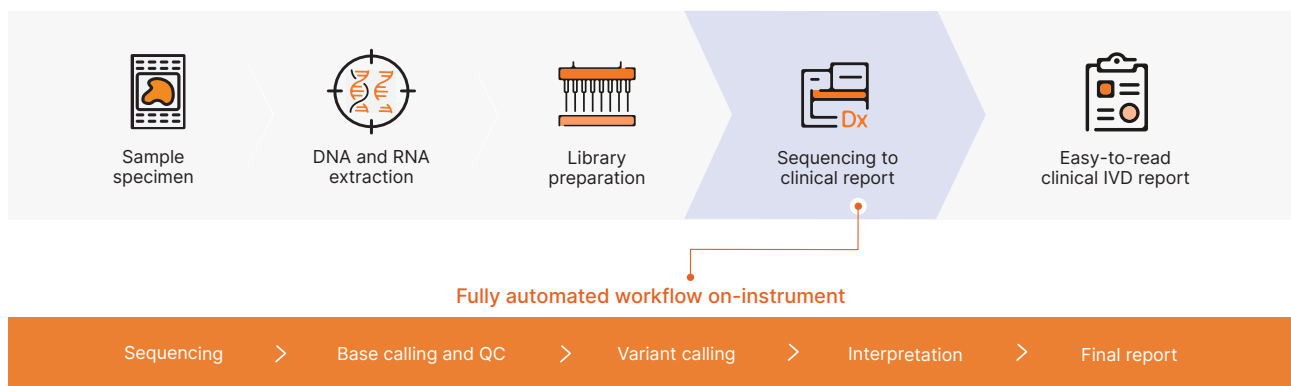 Dx
Sample
specimen
DNA and RNA
extraction
Library
preparation
Sequencing to
clinical report
Easy-to-read
clinical IVD report
Fully automated workflow on-instrument
Sequencing > Base calling and QC > Variant calling > Interpretation > Final report